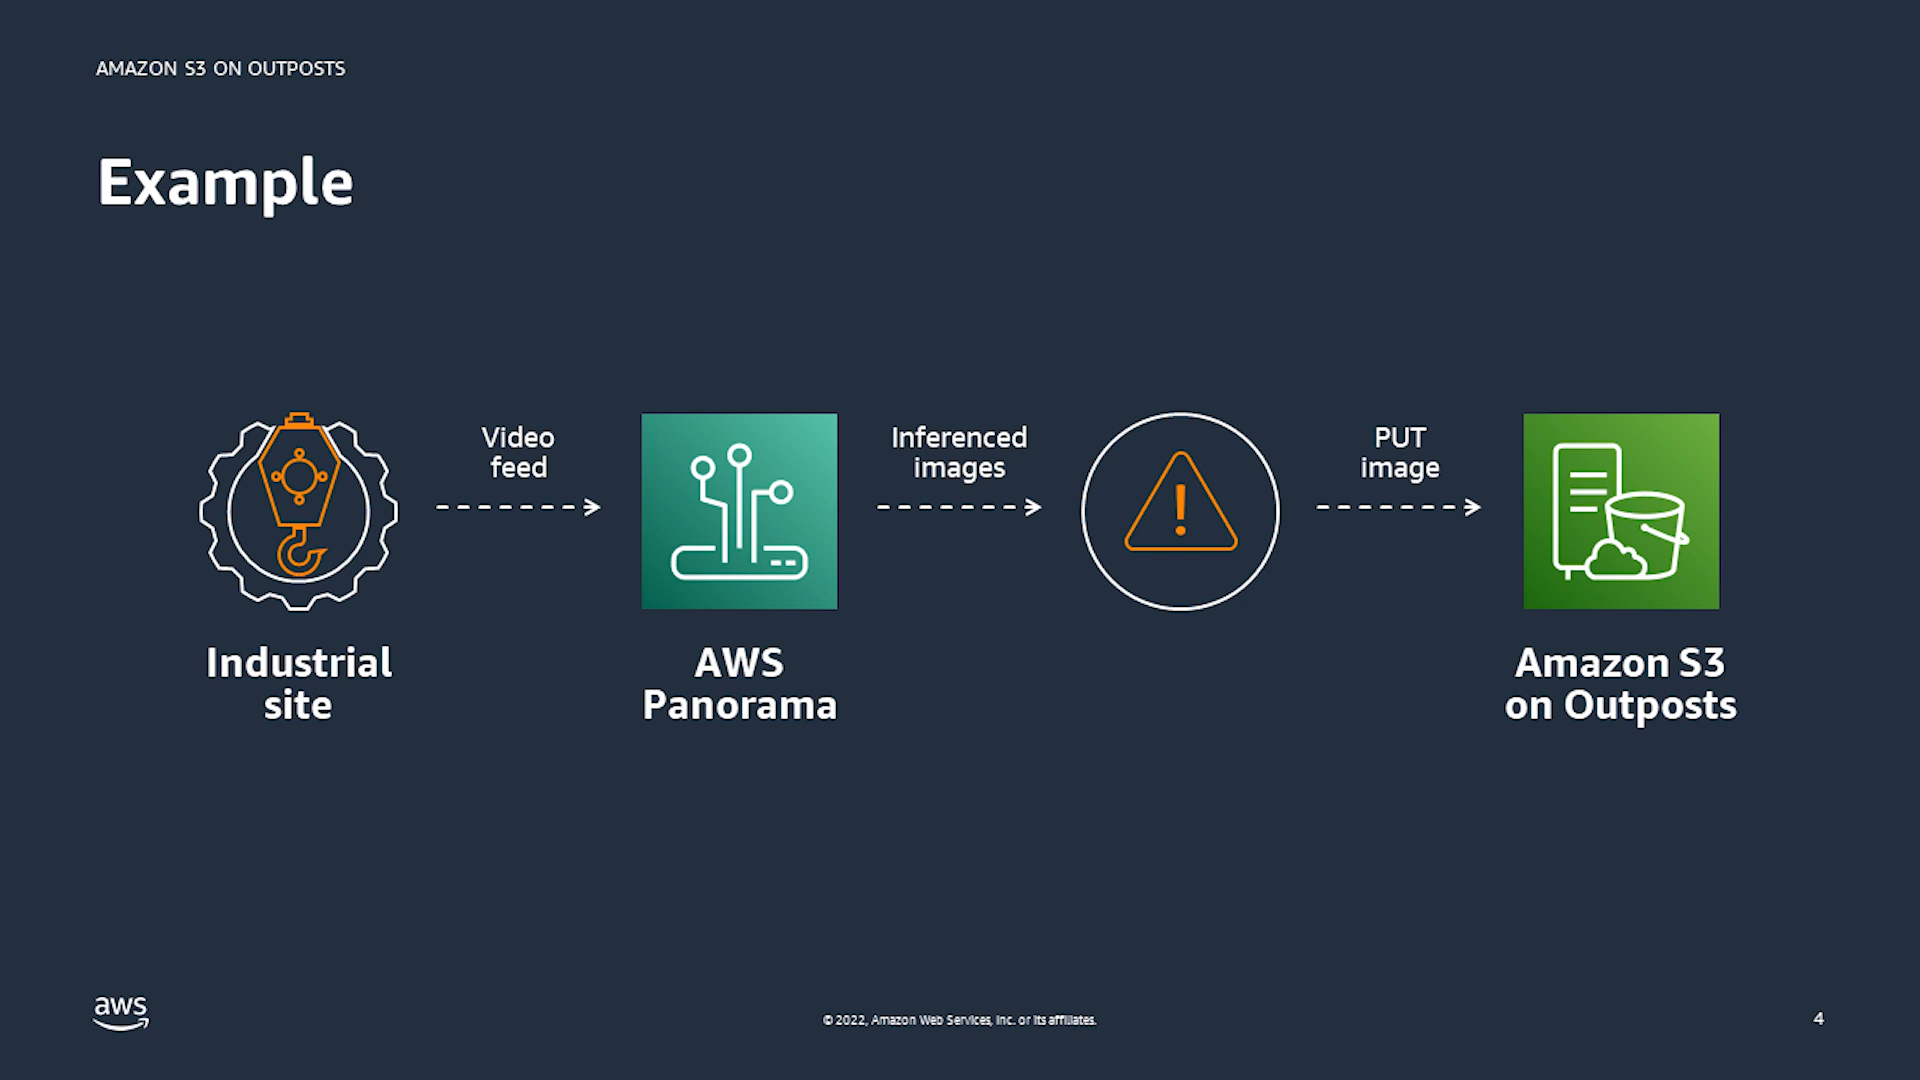 AMAZON S3 ON OUTPOSTS
Example
Video
feed
Inferenced
images
PUT
image
Industrial
site
AWS
Panorama
Amazon S3
on Outposts
aws
© 2022, Amazon Web Services, Inc. or its affiliates.
4